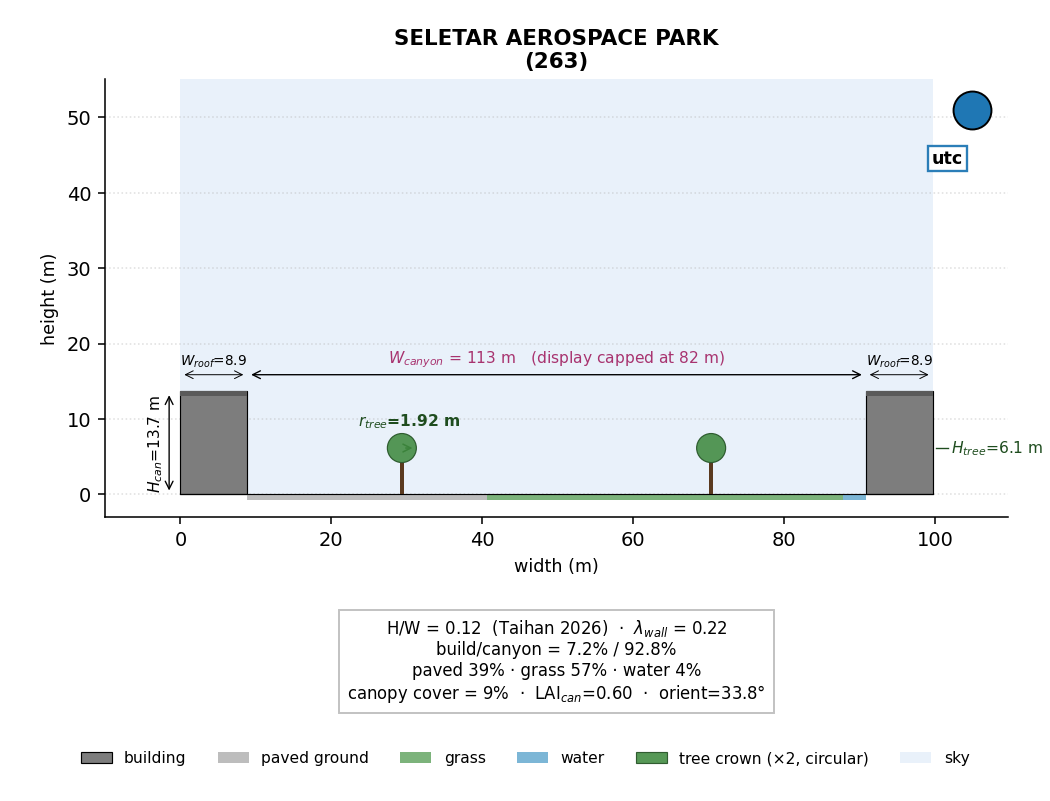 SELETAR AEROSPACE PARK
(263)
50
utc
40
30
height (m)
20
W_roof=8.9
W_canyon = 113 m   (display capped at 82 m)
W_roof=8.9
10
H_can=13.7 m
r_tree=1.92 m
H_tree=6.1 m
0
0 20 40 60 80 100
width (m)
H/W = 0.12  (Taihan 2026)  ·  λ_wall = 0.22
build/canyon = 7.2% / 92.8%
paved 39% · grass 57% · water 4%
canopy cover = 9%  ·  LAI_can=0.60  ·  orient=33.8°
building paved ground grass water tree crown (×2, circular) sky